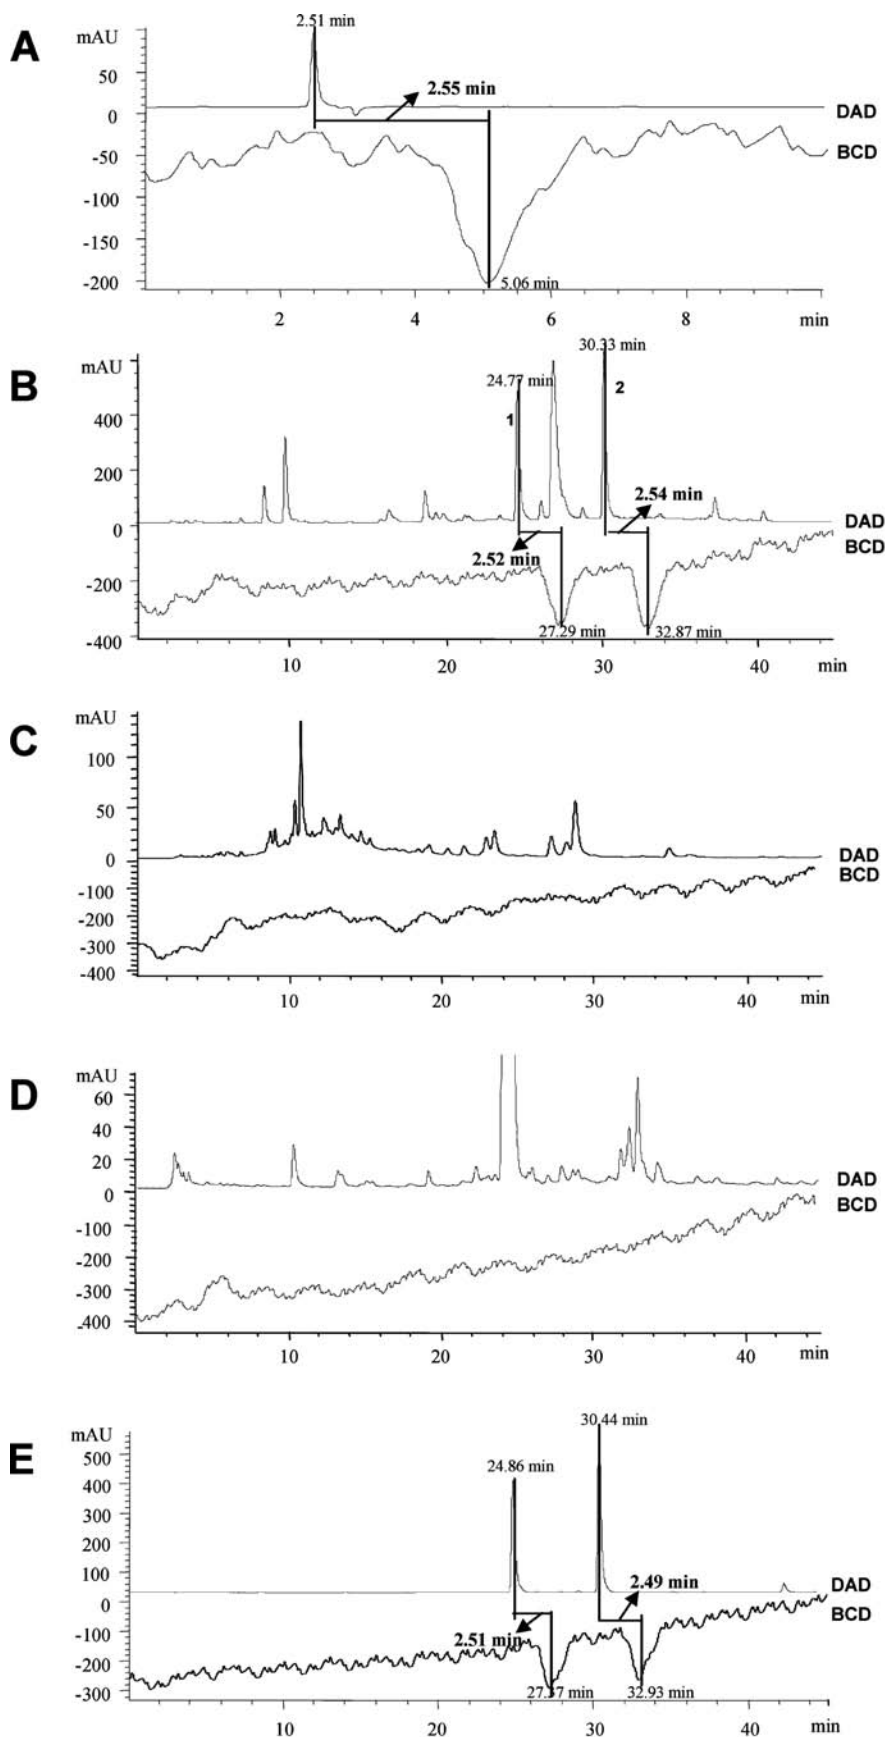 A
mAU
2.51 min
50
2.55 min
0
DAD
-50
BCD
-100
-150
-200
5.06 min
2
4
6
8
min
B
mAU
30.33 min
24.77 min
2
1
400
200
2.54 min
0
DAD
BCD
2.52 min
-200
-400
27.29 min
32.87 min
10
20
30
40
min
C
mAU
100
50
0
DAD
BCD
-100
-200
-300
-400
10
20
30
40
min
D
mAU
60
40
20
DAD
0
BCD
-100
-200
-300
-400
10
20
30
40
min
E
mAU
30.44 min
500
24.86 min
400
300
200
100
2.49 min
DAD
0
BCD
-100
2.51 min
-200
-300
27.37 min
32.93 min
10
20
30
40
min